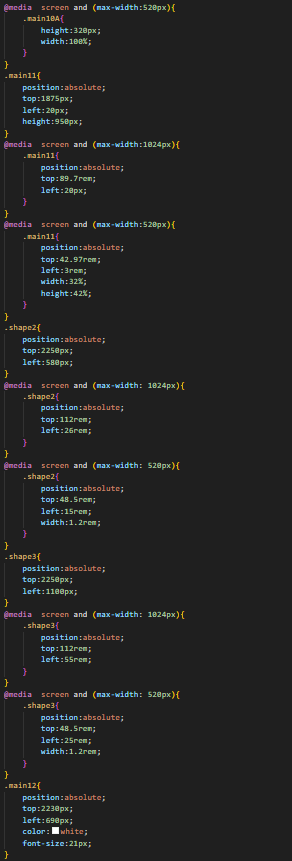 @media  screen and (max-width:520px){
    .main10A{
        height:320px;
        width:100%;
    }
}
.main11{
    position:absolute;
    top:1875px;
    left:20px;
    height:950px;
}
@media  screen and (max-width:1024px){
    .main11{
        position:absolute;
        top:89.7rem;
        left:20px;
    }
}
@media  screen and (max-width:520px){
    .main11{
        position:absolute;
        top:42.97rem;
        left:3rem;
        width:32%;
        height:42%;
    }
}
.shape2{
    position:absolute;
    top:2250px;
    left:580px;
}
@media  screen and (max-width: 1024px){
    .shape2{
        position:absolute;
        top:112rem;
        left:26rem;
    }
}
@media  screen and (max-width: 520px){
    .shape2{
        position:absolute;
        top:48.5rem;
        left:15rem;
        width:1.2rem;
    }
}
.shape3{
    position:absolute;
    top:2250px;
    left:1100px;
}
@media  screen and (max-width: 1024px){
    .shape3{
        position:absolute;
        top:112rem;
        left:55rem;
    }
}
@media  screen and (max-width: 520px){
    .shape3{
        position:absolute;
        top:48.5rem;
        left:25rem;
        width:1.2rem;
    }
}
.main12{
    position:absolute;
    top:2230px;
    left:690px;
    color:white;
    font-size:21px;
}